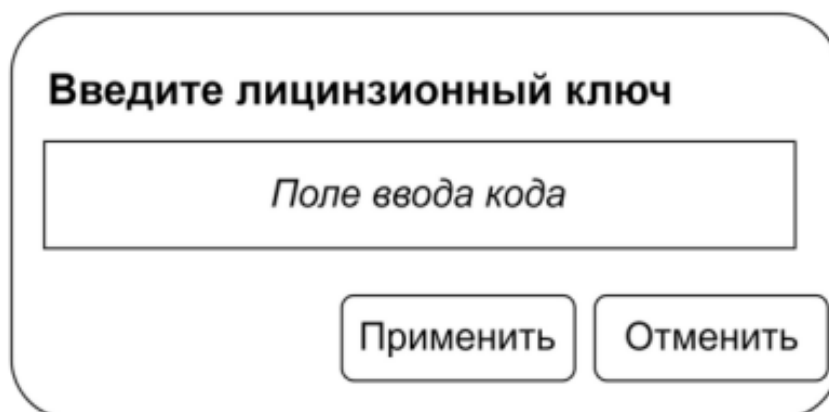 Введите лицинзионный ключ
Поле ввода кода
Применить Отменить